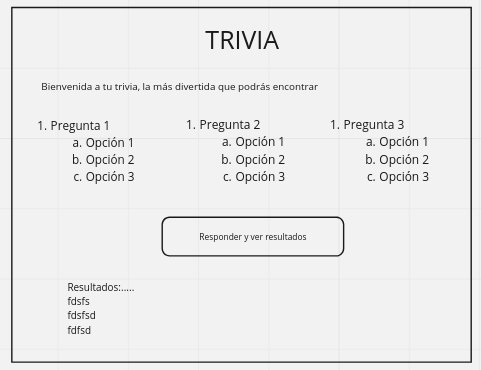 TRIVIA
Bienvenida a tu trivia, la más divertida que podrás encontrar
1. Pregunta 1
a. Opción 1
b. Opción 2
c. Opción 3
1. Pregunta 2
a. Opción 1
b. Opción 2
c. Opción 3
1. Pregunta 3
a. Opción 1
b. Opción 2
c. Opción 3
Responder y ver resultados
Resultados:.....
fdsfs
fdsfsd
fdfsd